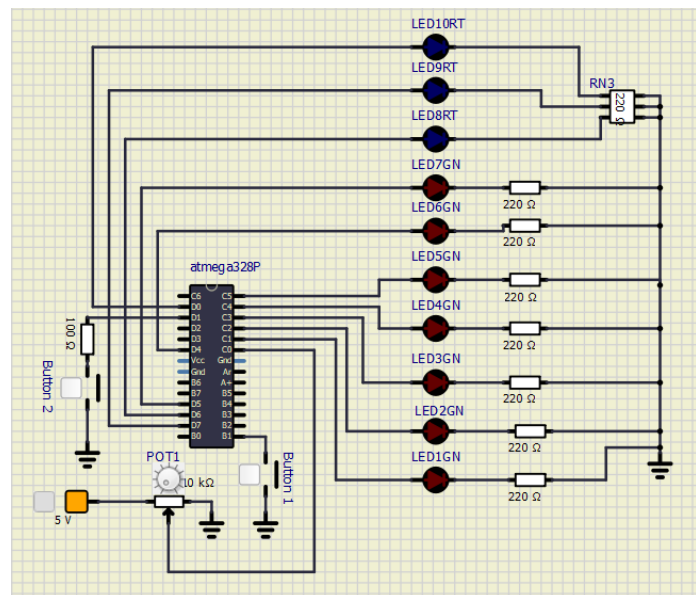 LED10RT
LED9RT
RN3
220 Ω
LED8RT
LED7GN
220 Ω
LED6GN
220 Ω
LED5GN
220 Ω
LED4GN
220 Ω
LED3GN
220 Ω
LED2GN
220 Ω
LED1GN
220 Ω
atmega328P
C6 C5
D0 C4
D1 C3
D2 C2
D3 C1
D4 C0
Vcc Gnd
Gnd Ar
B6 A+
B7 B5
D5 B4
D6 B3
D7 B2
B0 B1
100 Ω
Button 2
POT1
10 kΩ
5 V
Button 1